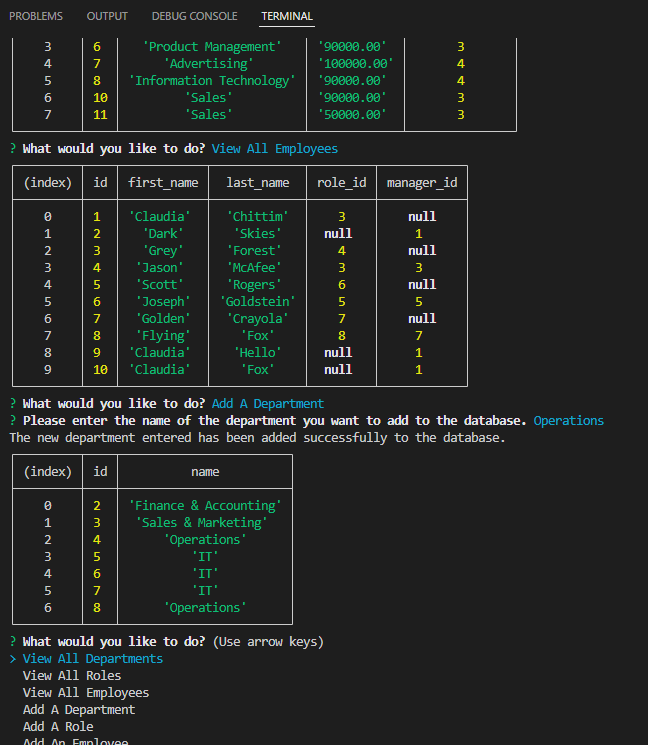 PROBLEMS OUTPUT DEBUG CONSOLE TERMINAL
3 6 'Product Management' '90000.00' 3
4 7 'Advertising' '100000.00' 4
5 8 'Information Technology' '90000.00' 4
6 10 'Sales' '90000.00' 3
7 11 'Sales' '50000.00' 3
? What would you like to do? View All Employees
(index) id first_name last_name role_id manager_id
0 1 'Claudia' 'Chittim' 3 null
1 2 'Dark' 'Skies' null 1
2 3 'Grey' 'Forest' 4 null
3 4 'Jason' 'McAfee' 3 3
4 5 'Scott' 'Rogers' 6 null
5 6 'Joseph' 'Goldstein' 5 5
6 7 'Golden' 'Crayola' 7 null
7 8 'Flying' 'Fox' 8 7
8 9 'Claudia' 'Hello' null 1
9 10 'Claudia' 'Fox' null 1
? What would you like to do? Add A Department
? Please enter the name of the department you want to add to the database. Operations
The new department entered has been added successfully to the database.
(index) id name
0 2 'Finance & Accounting'
1 3 'Sales & Marketing'
2 4 'Operations'
3 5 'IT'
4 6 'IT'
5 7 'IT'
6 8 'Operations'
? What would you like to do? (Use arrow keys)
> View All Departments
View All Roles
View All Employees
Add A Department
Add A Role
Add An Employee